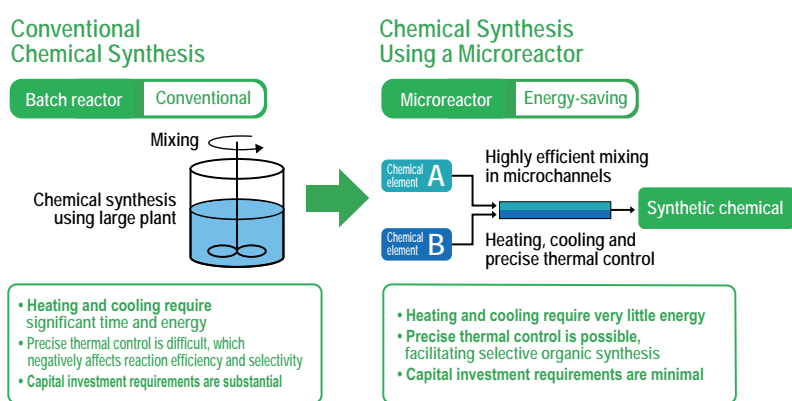 Conventional
Chemical Synthesis
Batch reactor
Conventional
Mixing
Chemical synthesis
using large plant
• Heating and cooling require
significant time and energy
• Precise thermal control is difficult, which
negatively affects reaction efficiency and selectivity
• Capital investment requirements are substantial
Chemical Synthesis
Using a Microreactor
Microreactor
Energy-saving
Chemical
element A
Chemical
element B
Highly efficient mixing
in microchannels
Heating, cooling and
precise thermal control
Synthetic chemical
• Heating and cooling require very little energy
• Precise thermal control is possible,
facilitating selective organic synthesis
• Capital investment requirements are minimal